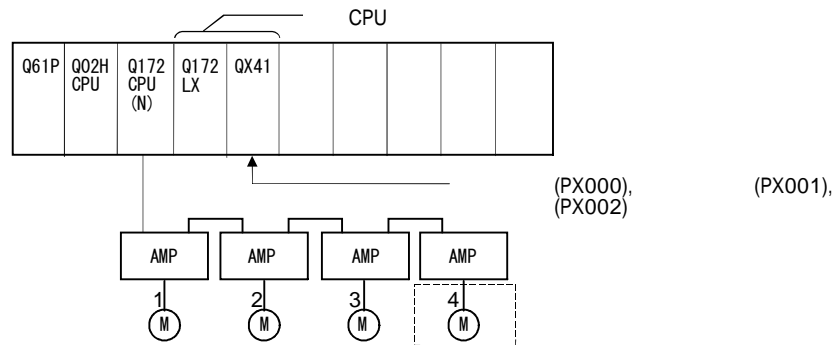 CPU
Q61P Q02H CPU Q172 CPU (N) Q172 LX QX41
(PX000), (PX001),
(PX002)
AMP AMP AMP AMP
1 2 3 4
M M M M